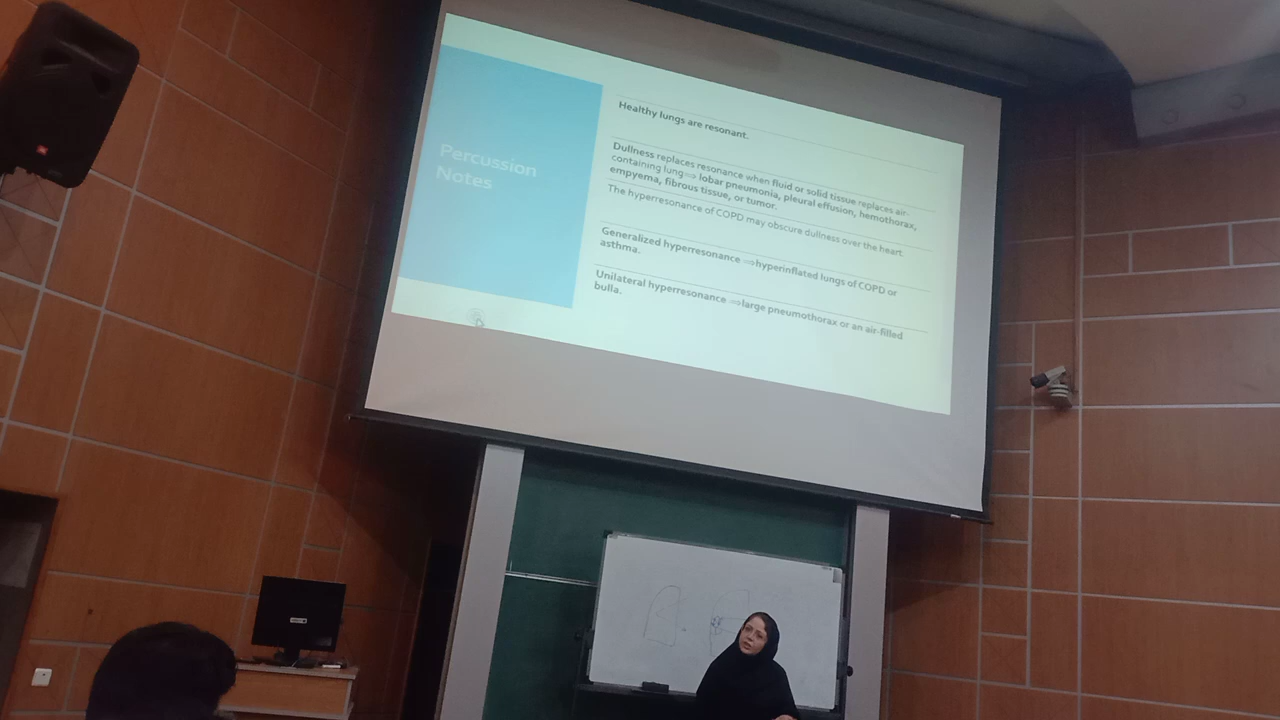 Percussion
Notes
Healthy lungs are resonant.
Dullness replaces resonance when fluid or solid tissue replaces air-
containing lung⇒ lobar pneumonia, pleural effusion, hemothorax,
empyema, fibrous tissue, or tumor.
The hyperresonance of COPD may obscure dullness over the heart.
Generalized hyperresonance ⇒hyperinflated lungs of COPD or
asthma.
Unilateral hyperresonance ⇒large pneumothorax or an air-filled
bulla.